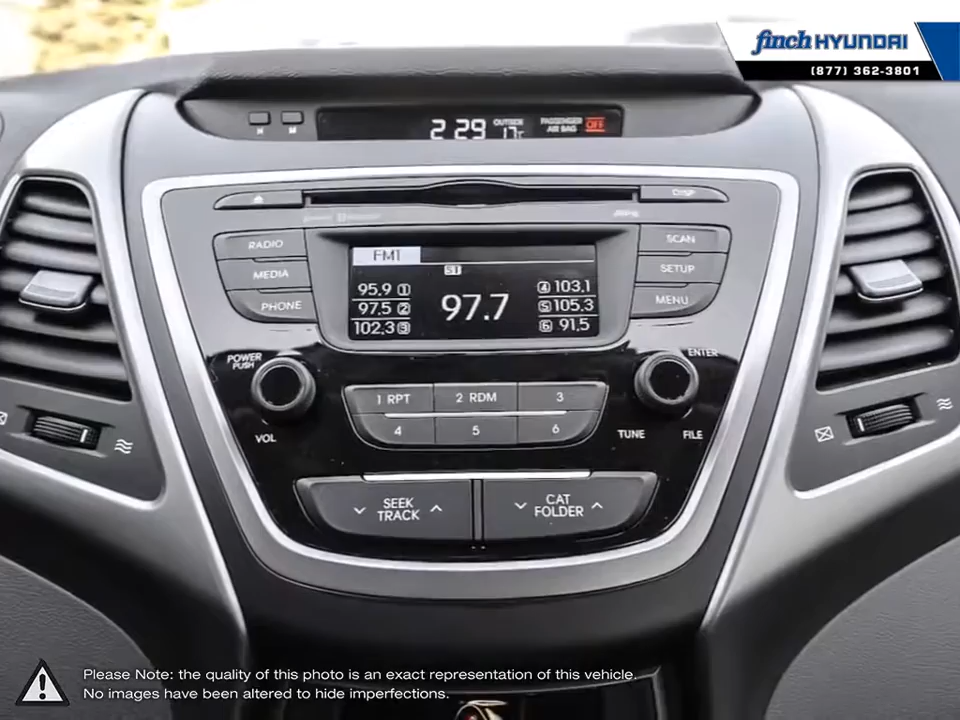 finch HYUNDAI
(877) 362-3801
H M
2:29 OUTSIDE 17°C PASSENGER AIR BAG OFF
DISP
RADIO
MEDIA
PHONE
FM1
ST
95.9 1
97.5 2
102.3 3
97.7
4 103.1
5 105.3
6 91.5
SCAN
SETUP
MENU
POWER
PUSH
VOL
ENTER
1 RPT 2 RDM 3
4 5 6
TUNE FILE
SEEK
TRACK
CAT
FOLDER
Please Note: the quality of this photo is an exact representation of this vehicle.
No images have been altered to hide imperfections.